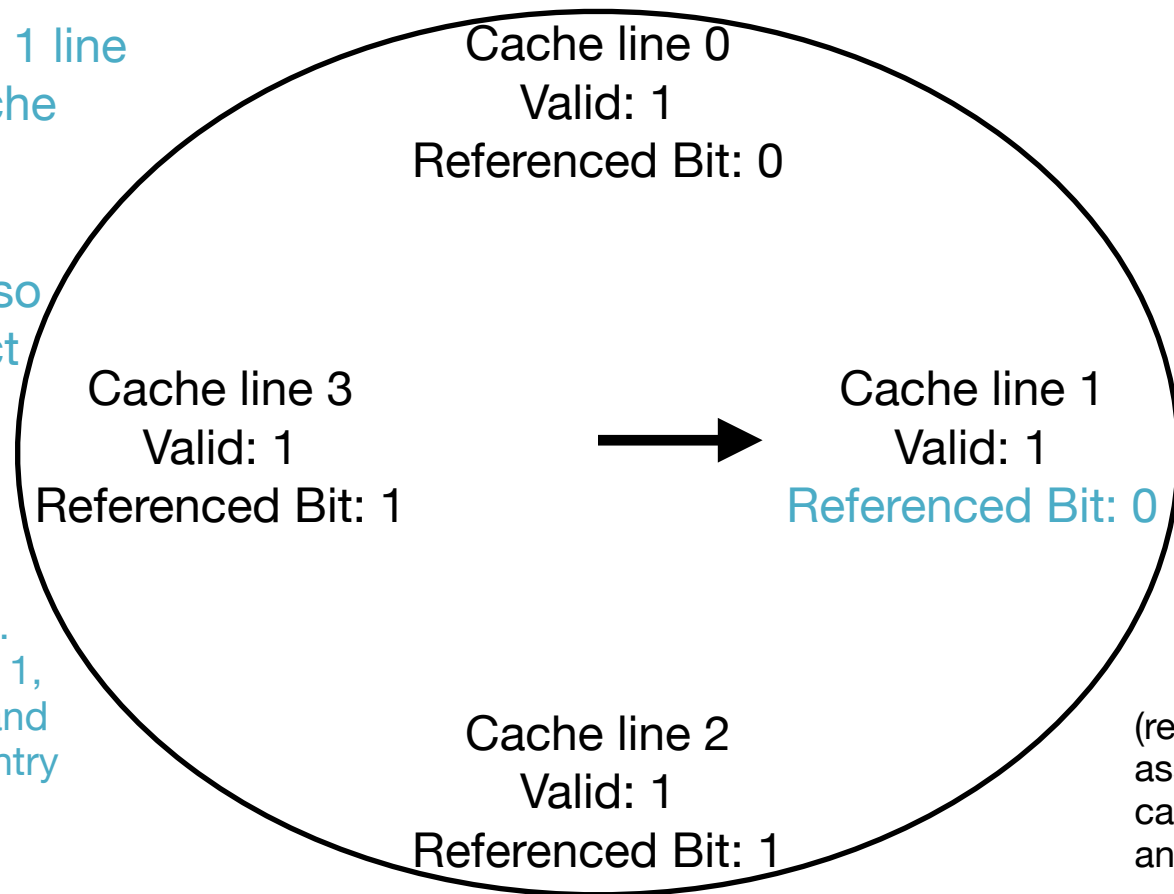 1 line
che
so
ct
.
1,
and
ntry
Cache line 0
Valid: 1
Referenced Bit: 0
Cache line 3
Valid: 1
Referenced Bit: 1
Cache line 1
Valid: 1
Referenced Bit: 0
Cache line 2
Valid: 1
Referenced Bit: 1
(re
as
ca
an